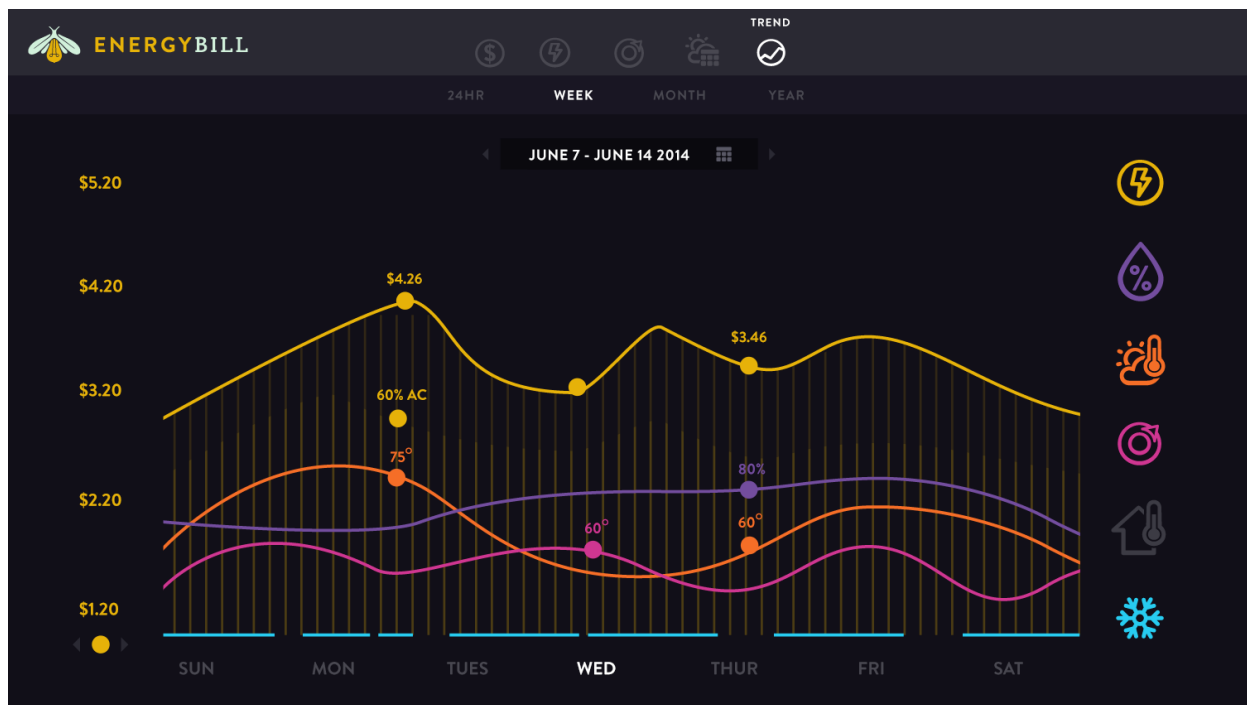 TREND
ENERGYBILL
$
24HR WEEK MONTH YEAR
JUNE 7 - JUNE 14 2014
$5.20
%
$4.26
$4.20
$3.46
$3.20
60% AC
75°
80%
$2.20
60°
60°
$1.20
SUN MON TUES WED THUR FRI SAT